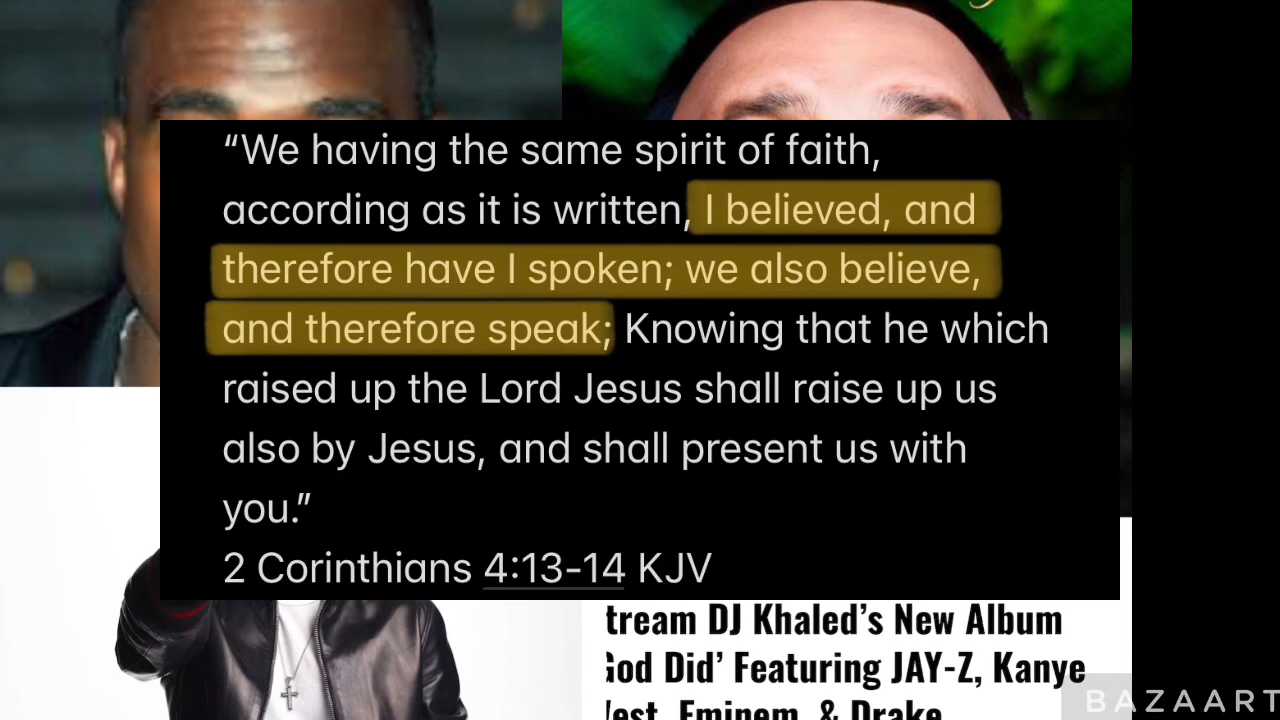 “We having the same spirit of faith,
according as it is written, I believed, and
therefore have I spoken; we also believe,
and therefore speak; Knowing that he which
raised up the Lord Jesus shall raise up us
also by Jesus, and shall present us with
you.”
2 Corinthians 4:13-14 KJV
tream DJ Khaled’s New Album
God Did’ Featuring JAY-Z, Kanye
West, Eminem, & Drake
BAZAART